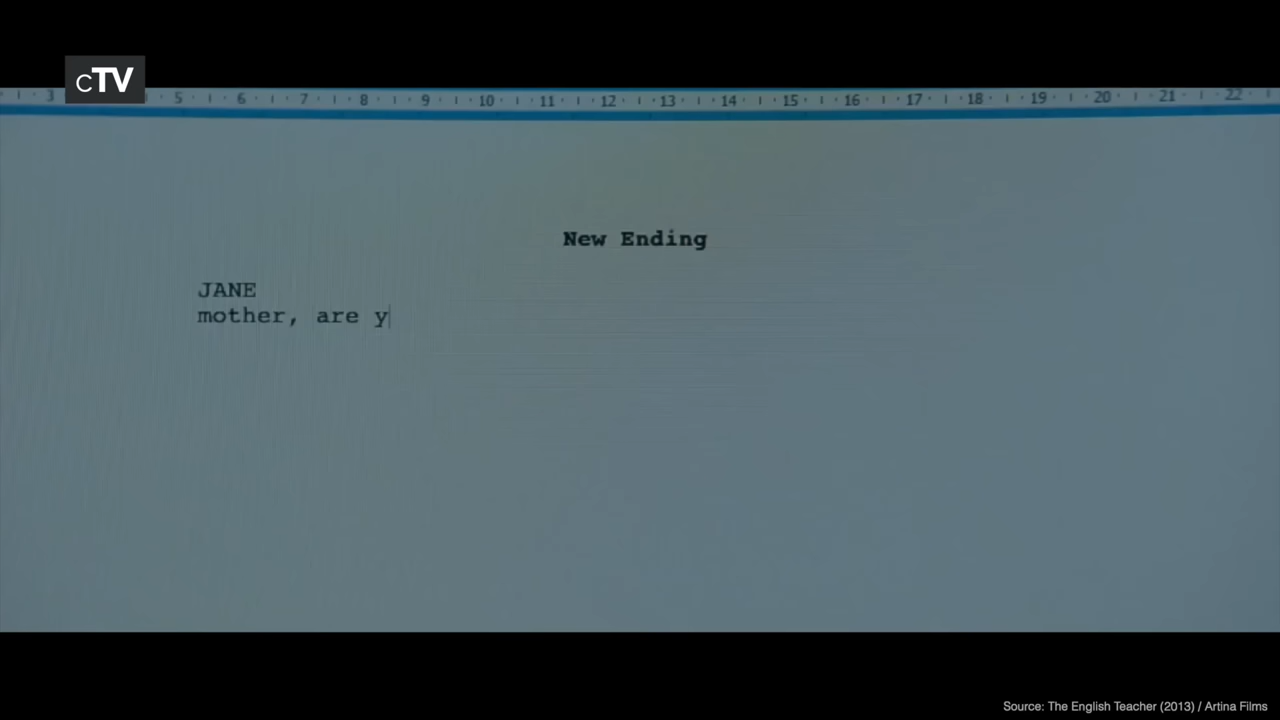 cTV
3 5 6 7 8 9 10 11 12 13 14 15 16 17 18 19 20 21 22
New Ending
JANE
mother, are y
Source: The English Teacher (2013) / Artina Films